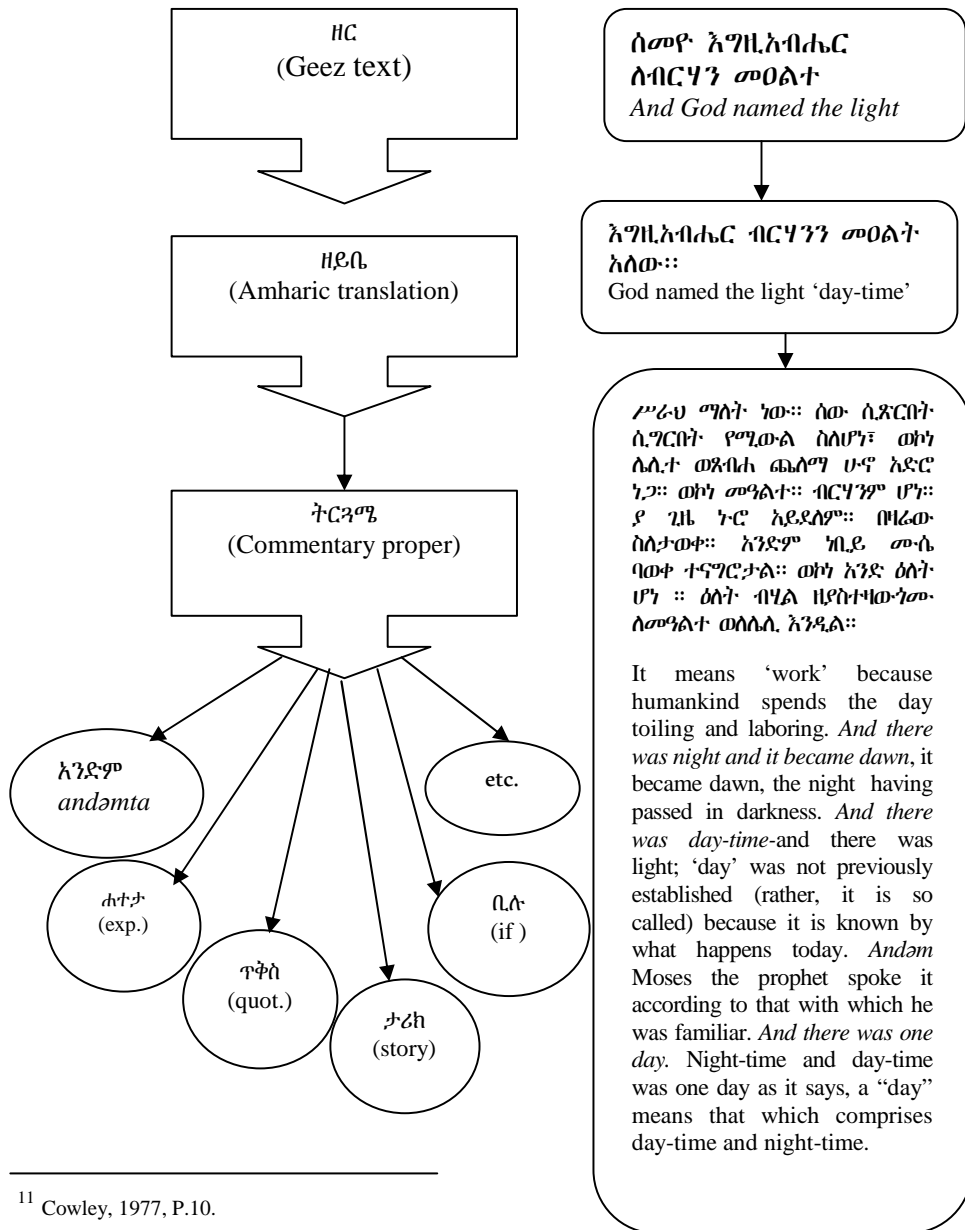 ዘር
(Geez text)
ዘይቤ
(Amharic translation)
ትርጓሜ
(Commentary proper)
አንድም
andəmta
ሐተታ
(exp.)
ጥቅስ
(quot.)
ታሪክ
(story)
ቢሉ
(if )
etc.
ሰመዮ እግዚአብሔር
ለብርሃን መዐልተ
And God named the light
እግዚአብሔር ብርሃንን መዐልት
አለው፡፡
God named the light ‘day-time’
ሥራህ ማለት ነው፡፡ ሰው ሲጽርበት
ሲግርበት የሚውል ስለሆነ፣ ወኮነ
ሌሊተ ወጸብሐ ጨለማ ሁኖ አድሮ
ነጋ፡፡ ወኮነ መዓልተ፡፡ ብርሃንም ሆነ፡፡
ያ ጊዜ ኑሮ አይደለም፡፡ በዛሬው
ስለታወቀ፡፡ አንድም ነቢይ ሙሴ
ባወቀ ተናግሮታል፡፡ ወኮነ አንድ ዕለት
ሆነ ፡፡ ዕለት ብሂል ዘያስተዛውጎሙ
ለመዓልተ ወለሌሊ እንዲል፡፡
It means ‘work’ because
humankind spends the day
toiling and laboring. And there
was night and it became dawn, it
became dawn, the night having
passed in darkness. And there
was day-time-and there was
light; ‘day’ was not previously
established (rather, it is so
called) because it is known by
what happens today. Andəm
Moses the prophet spoke it
according to that with which he
was familiar. And there was one
day. Night-time and day-time
was one day as it says, a “day”
means that which comprises
day-time and night-time.
11 Cowley, 1977, P.10.